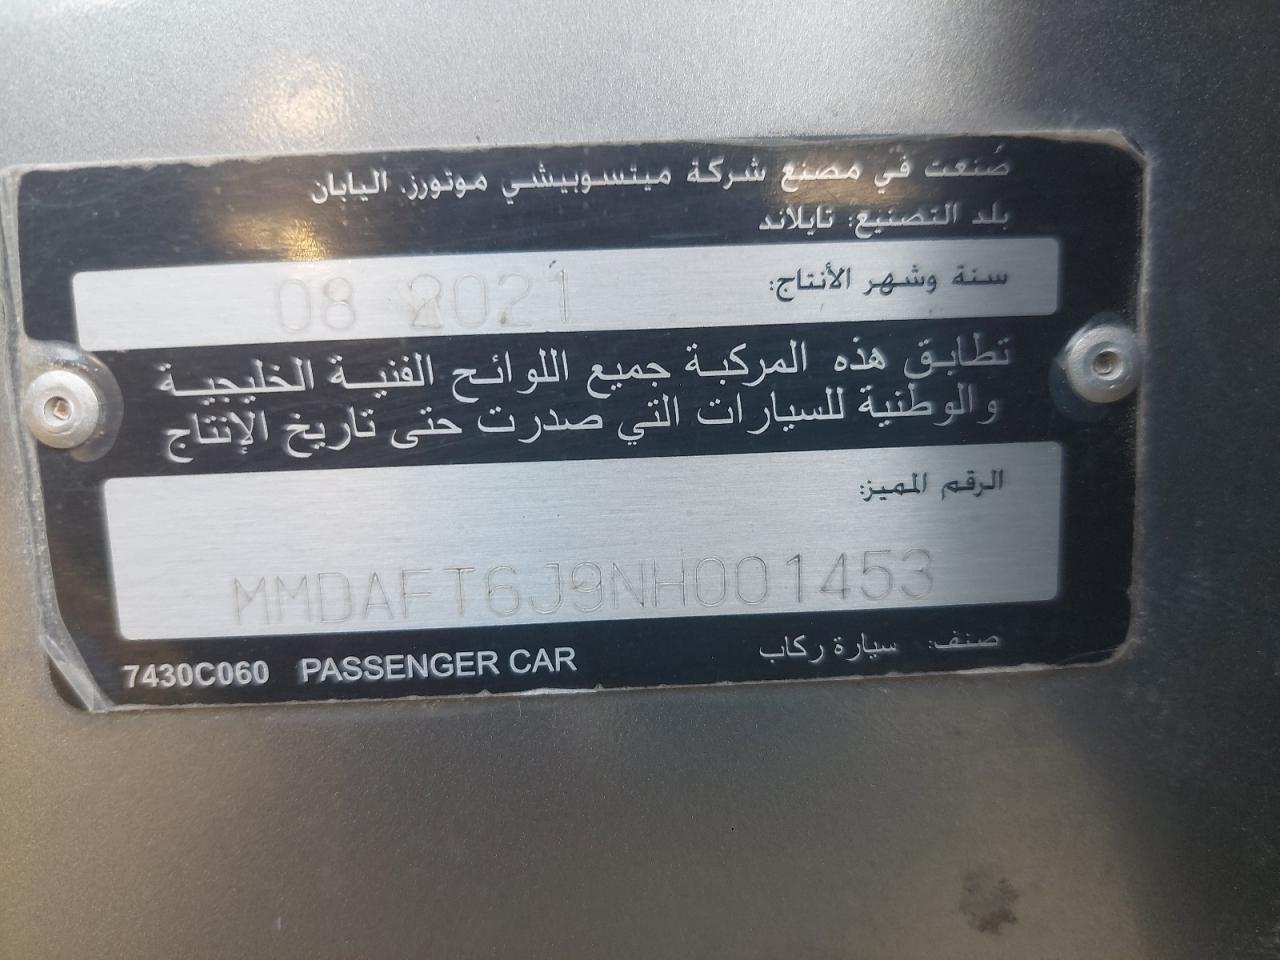 صُنعت في مصنع شركة ميتسوبيشي موتورز. اليابان
بلد التصنيع: تايلاند
سنة وشهر الأنتاج: 08 2021
تطابق هذه المركبة جميع اللوائح الفنية الخليجية
والوطنية للسيارات التي صدرت حتى تاريخ الإنتاج
الرقم المميز:
MMDAFT6J9NH001453
صنف: سيارة ركاب 7430C060 PASSENGER CAR